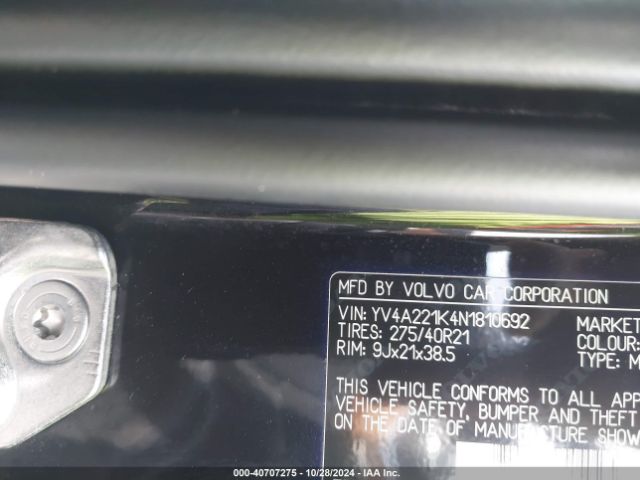 MFD BY VOLVO CAR CORPORATION
VIN: YV4A221K4N1810692
MARKET
TIRES: 275/40R21
COLOUR:
RIM: 9Jx21x38.5
TYPE: M
THIS VEHICLE CONFORMS TO ALL APP
VEHICLE SAFETY, BUMPER AND THEFT
ON THE DATE OF MANUFACTURE SHOW
000-40707275 - 10/28/2024 - IAA Inc.